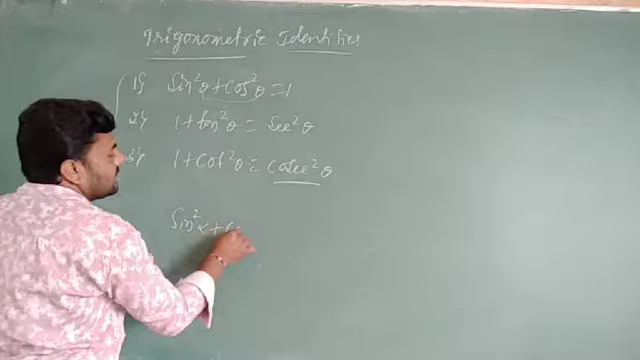 Trigonometric Identities
1} Sin²θ+Cos²θ=1
2} 1+tan²θ= Sec²θ
3} 1+Cot²θ= Cosec²θ
Sin²α+C